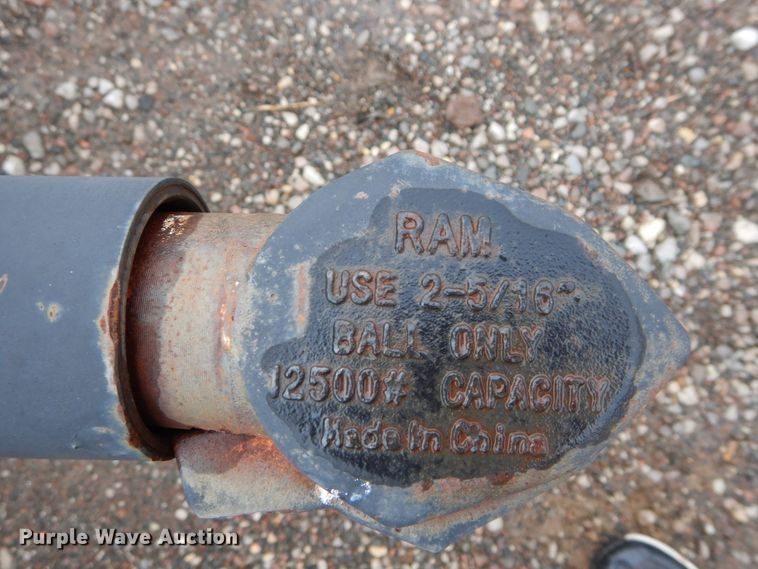 RAM
USE 2-5/16"
BALL ONLY
12500# CAPACITY
Made In China
Purple Wave Auction